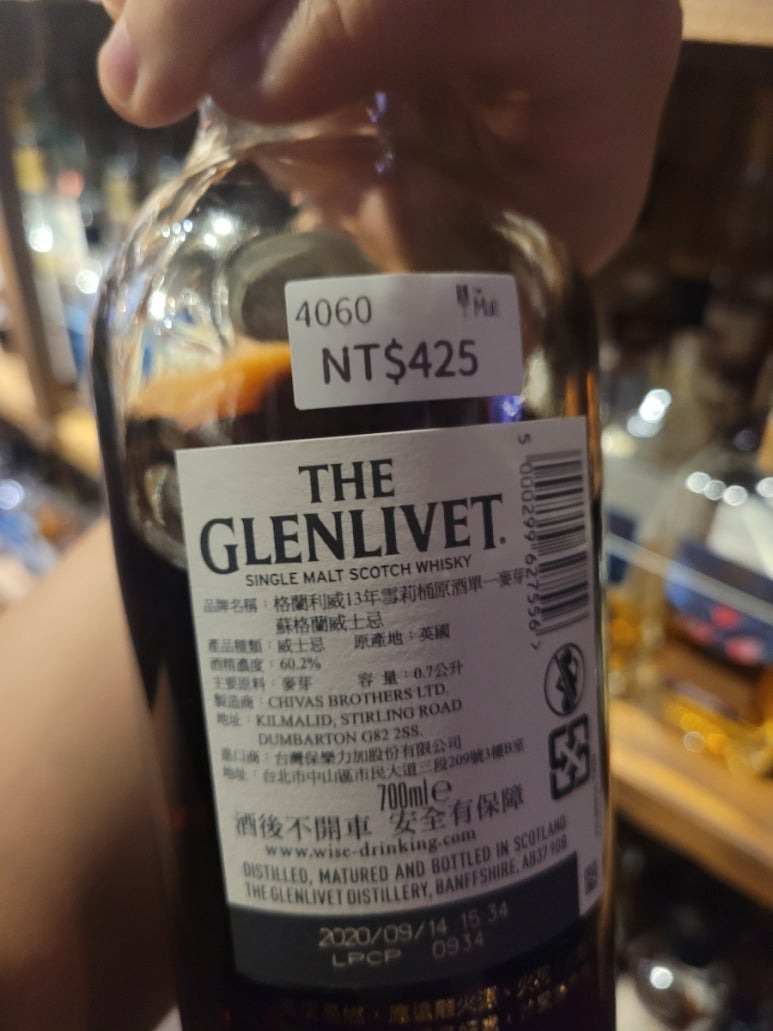 4060
NT$425
THE
GLENLIVET.
SINGLE MALT SCOTCH WHISKY
品牌名稱：格蘭利威13年雪莉桶原酒單一麥芽
蘇格蘭威士忌
產品種類：威士忌 原產地：英國
酒精濃度：60.2%
主要原料：麥芽 容量：0.7公升
製造商：CHIVAS BROTHERS LTD.
地址：KILMALID, STIRLING ROAD
DUMBARTON G82 2SS.
進口商：台灣保樂力加股份有限公司
地址：台北市中山區市民大道三段209號3樓B室
700ml e
酒後不開車 安全有保障
www.wise-drinking.com
DISTILLED, MATURED AND BOTTLED IN SCOTLAND
THE GLENLIVET DISTILLERY, BANFFSHIRE, AB37 9DB
2020/09/14 15:34
LPCP 0934
5 000299 627556